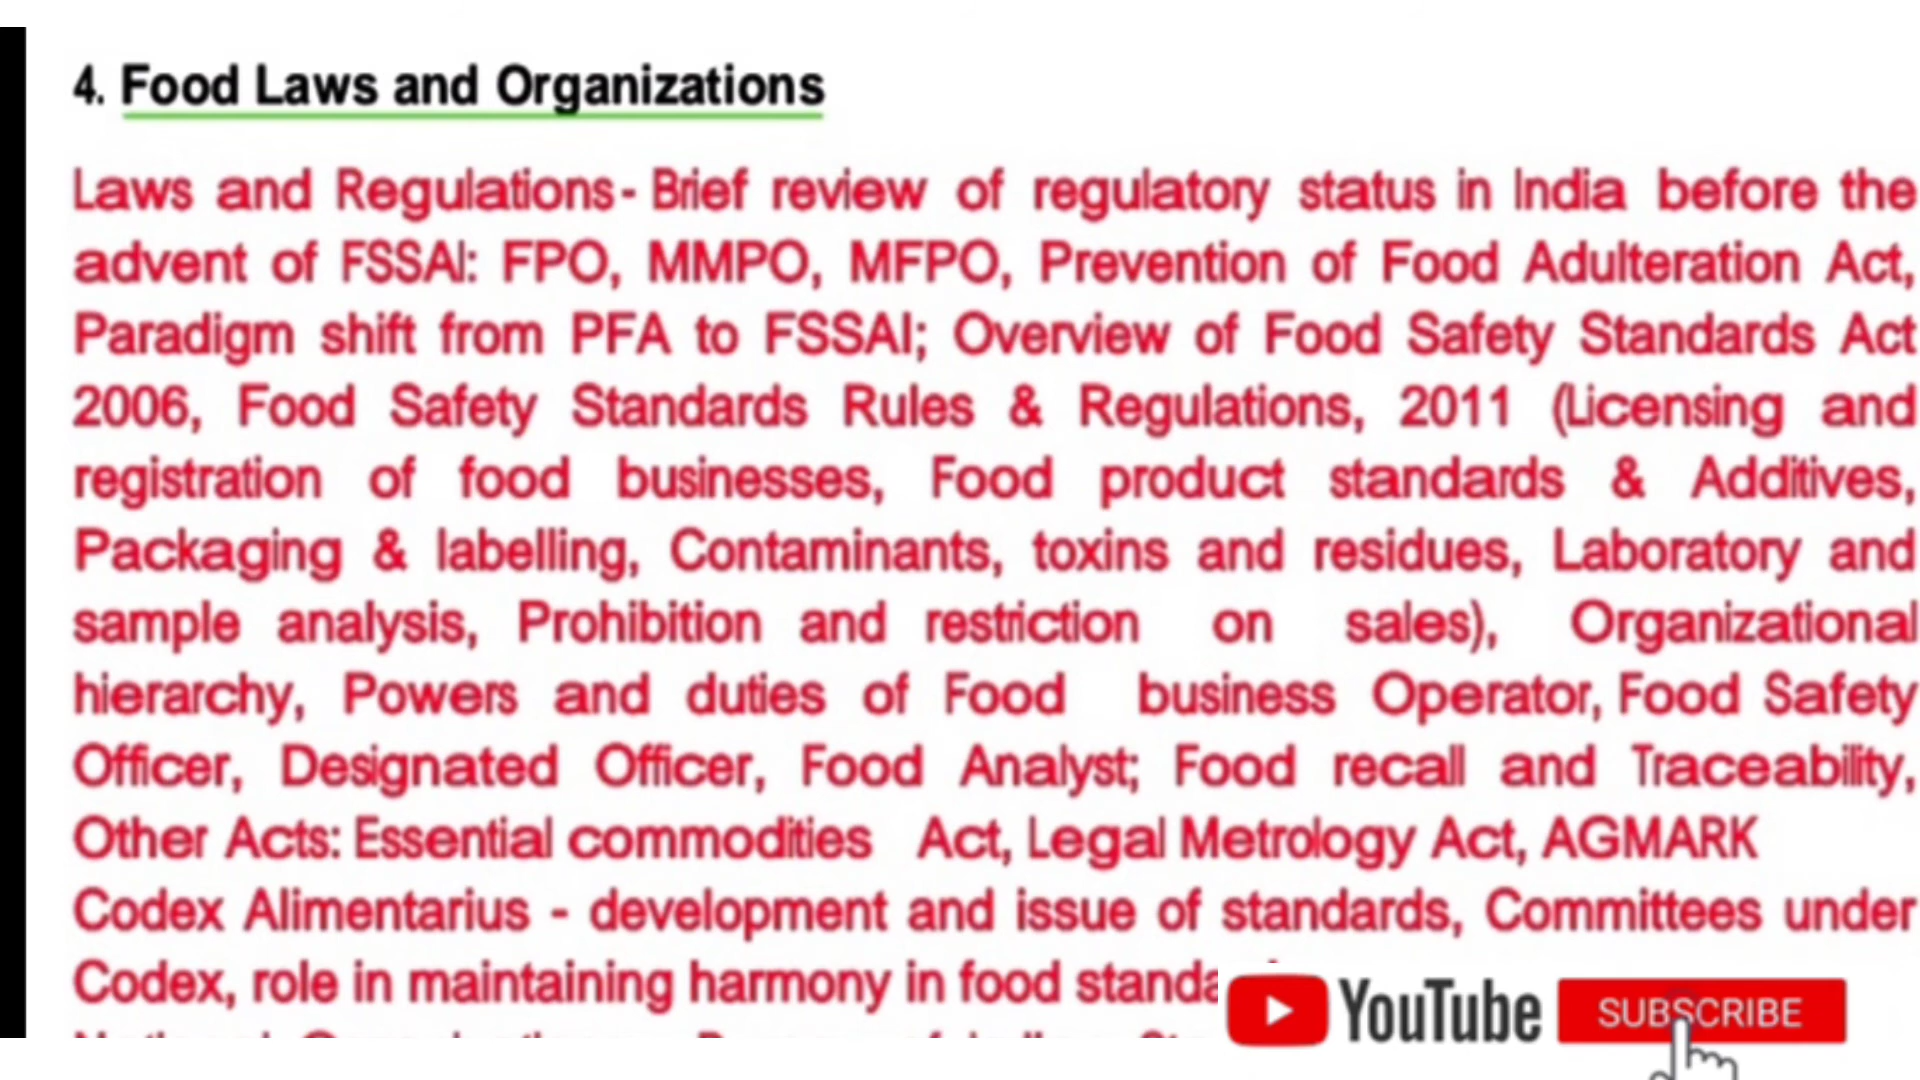 4. Food Laws and Organizations
Laws and Regulations- Brief review of regulatory status in India before the
advent of FSSAI: FPO, MMPO, MFPO, Prevention of Food Adulteration Act,
Paradigm shift from PFA to FSSAI; Overview of Food Safety Standards Act
2006, Food Safety Standards Rules & Regulations, 2011 (Licensing and
registration of food businesses, Food product standards & Additives,
Packaging & labelling, Contaminants, toxins and residues, Laboratory and
sample analysis, Prohibition and restriction on sales), Organizational
hierarchy, Powers and duties of Food business Operator, Food Safety
Officer, Designated Officer, Food Analyst; Food recall and Traceability,
Other Acts: Essential commodities Act, Legal Metrology Act, AGMARK
Codex Alimentarius - development and issue of standards, Committees under
Codex, role in maintaining harmony in food
YouTube SUBSCRIBE